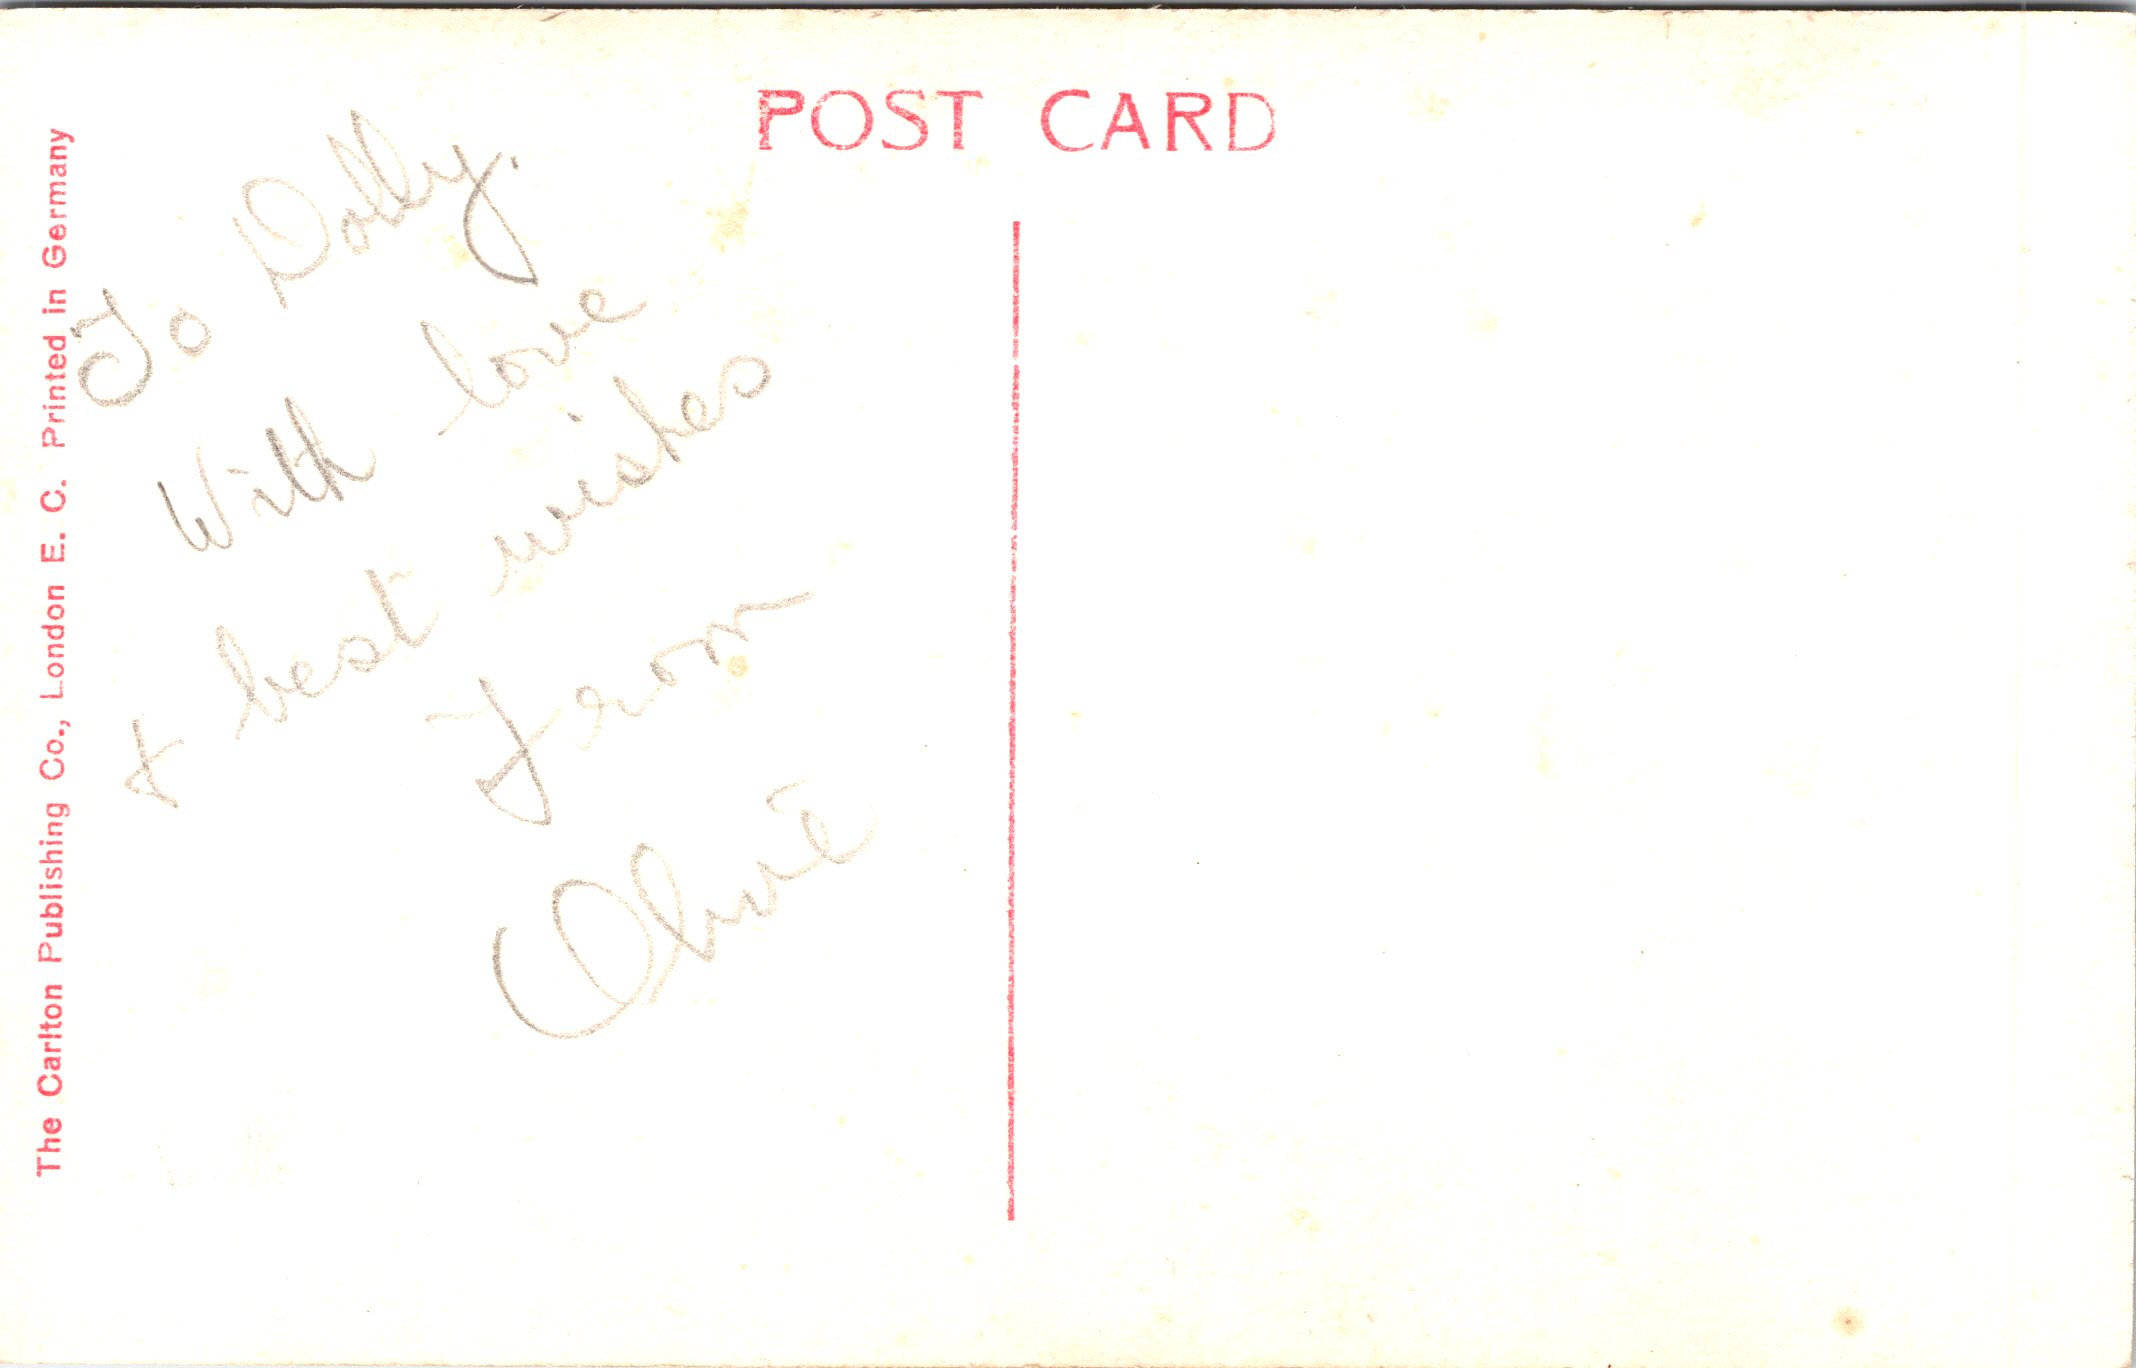 POST CARD
The Carlton Publishing Co., London E. C. Printed in Germany
To Dolly.
With love
& best wishes
From
Olive